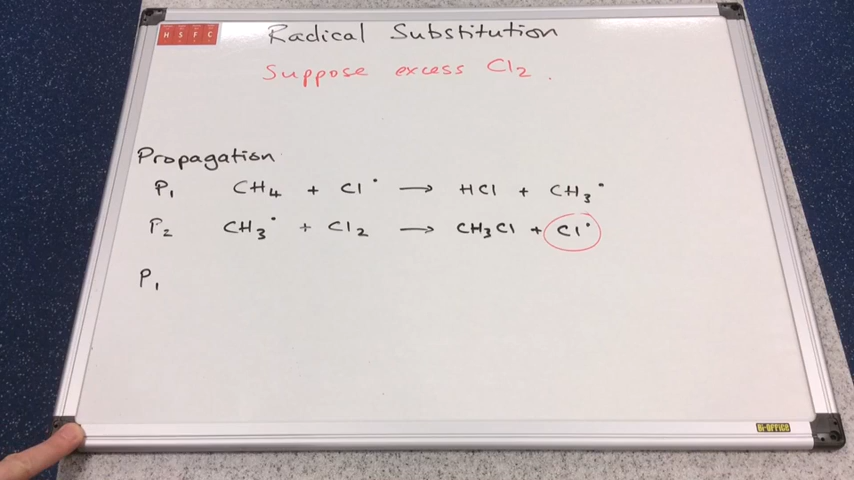 HSFC
Radical Substitution
Suppose excess Cl₂.
Propagation
P₁ CH₄ + Cl• → HCl + CH₃•
P₂ CH₃• + Cl₂ → CH₃Cl + Cl•
P₁
Bi-OFFICE